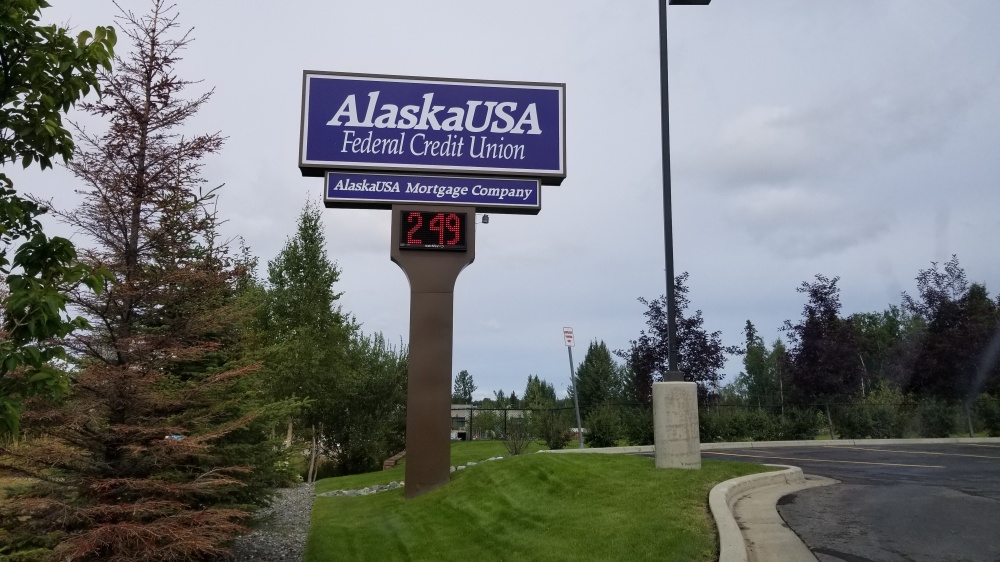 AlaskaUSA
Federal Credit Union
AlaskaUSA Mortgage Company
2 49